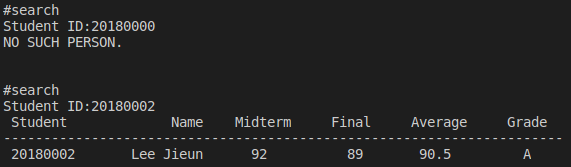 #search
Student ID:20180000
NO SUCH PERSON.
#search
Student ID:20180002
Student Name Midterm Final Average Grade
----------------------------------------------------------------------
20180002 Lee Jieun 92 89 90.5 A